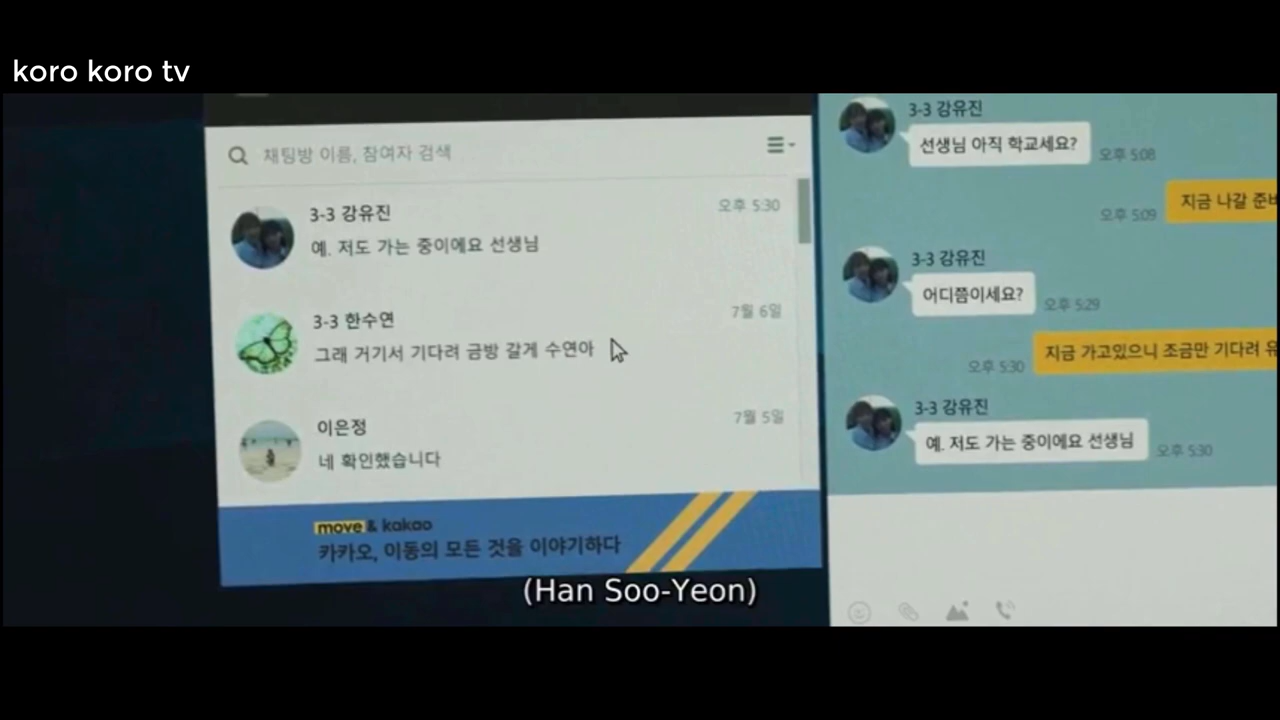 koro koro tv
채팅방 이름, 참여자 검색
3-3 강유진
오후 5:30
예. 저도 가는 중이에요 선생님
3-3 한수연
7월 6일
그래 거기서 기다려 금방 갈게 수연아
이은정
7월 5일
네 확인했습니다
move & kakao
카카오, 이동의 모든 것을 이야기하다
3-3 강유진
선생님 아직 학교세요?
오후 5:08
지금 나갈 준비
오후 5:09
3-3 강유진
어디쯤이세요?
오후 5:29
지금 가고있으니 조금만 기다려 유
오후 5:30
3-3 강유진
예. 저도 가는 중이에요 선생님
오후 5:30
(Han Soo-Yeon)